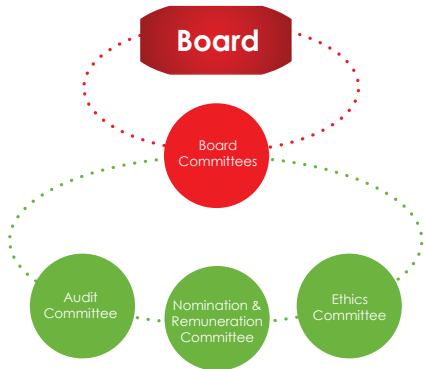 Board
Board
Committees
Audit
Committee
Nomination &
Remuneration
Committee
Ethics
Committee